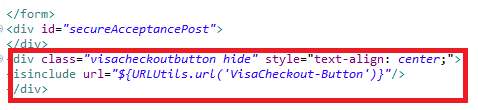 </form>
<div id="secureAcceptancePost">
</div>
<div class="visacheckoutbutton hide" style="text-align: center;">
isinclude url="${URLUtils.url('VisaCheckout-Button')}"/>
</div>